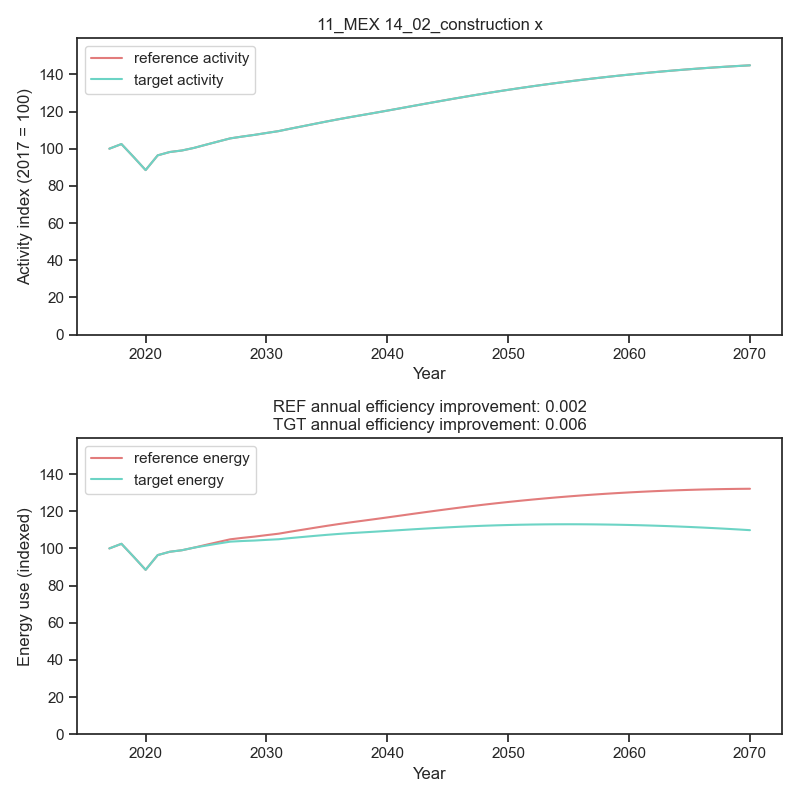 11_MEX 14_02_construction x
reference activity
target activity
Activity index (2017 = 100)
140
120
100
80
60
40
20
0
2020 2030 2040 2050 2060 2070
Year
REF annual efficiency improvement: 0.002
TGT annual efficiency improvement: 0.006
reference energy
target energy
Energy use (indexed)
140
120
100
80
60
40
20
0
2020 2030 2040 2050 2060 2070
Year